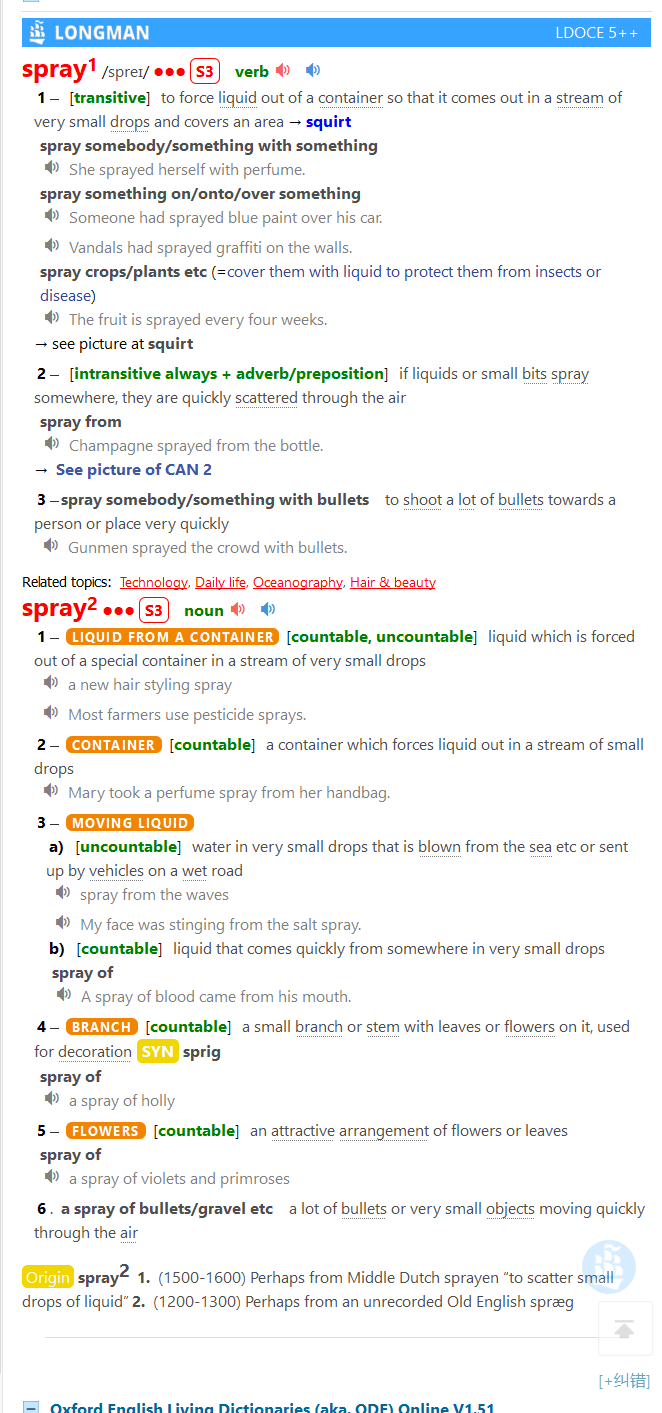 LONGMAN LDOCE 5++
spray1 /spreɪ/ ●●● S3 verb
1 – [transitive] to force liquid out of a container so that it comes out in a stream of
very small drops and covers an area → squirt
spray somebody/something with something
She sprayed herself with perfume.
spray something on/onto/over something
Someone had sprayed blue paint over his car.
Vandals had sprayed graffiti on the walls.
spray crops/plants etc (=cover them with liquid to protect them from insects or
disease)
The fruit is sprayed every four weeks.
→ see picture at squirt
2 – [intransitive always + adverb/preposition] if liquids or small bits spray
somewhere, they are quickly scattered through the air
spray from
Champagne sprayed from the bottle.
→ See picture of CAN 2
3 –spray somebody/something with bullets to shoot a lot of bullets towards a
person or place very quickly
Gunmen sprayed the crowd with bullets.
Related topics: Technology, Daily life, Oceanography, Hair & beauty
spray2 ●●● S3 noun
1 – LIQUID FROM A CONTAINER [countable, uncountable] liquid which is forced
out of a special container in a stream of very small drops
a new hair styling spray
Most farmers use pesticide sprays.
2 – CONTAINER [countable] a container which forces liquid out in a stream of small
drops
Mary took a perfume spray from her handbag.
3 – MOVING LIQUID
a) [uncountable] water in very small drops that is blown from the sea etc or sent
up by vehicles on a wet road
spray from the waves
My face was stinging from the salt spray.
b) [countable] liquid that comes quickly from somewhere in very small drops
spray of
A spray of blood came from his mouth.
4 – BRANCH [countable] a small branch or stem with leaves or flowers on it, used
for decoration SYN sprig
spray of
a spray of holly
5 – FLOWERS [countable] an attractive arrangement of flowers or leaves
spray of
a spray of violets and primroses
6 . a spray of bullets/gravel etc a lot of bullets or very small objects moving quickly
through the air
Origin spray2 1. (1500-1600) Perhaps from Middle Dutch sprayen “to scatter small
drops of liquid” 2. (1200-1300) Perhaps from an unrecorded Old English spræg
[+纠错]
Oxford English Living Dictionaries (aka. ODE) Online V1.51